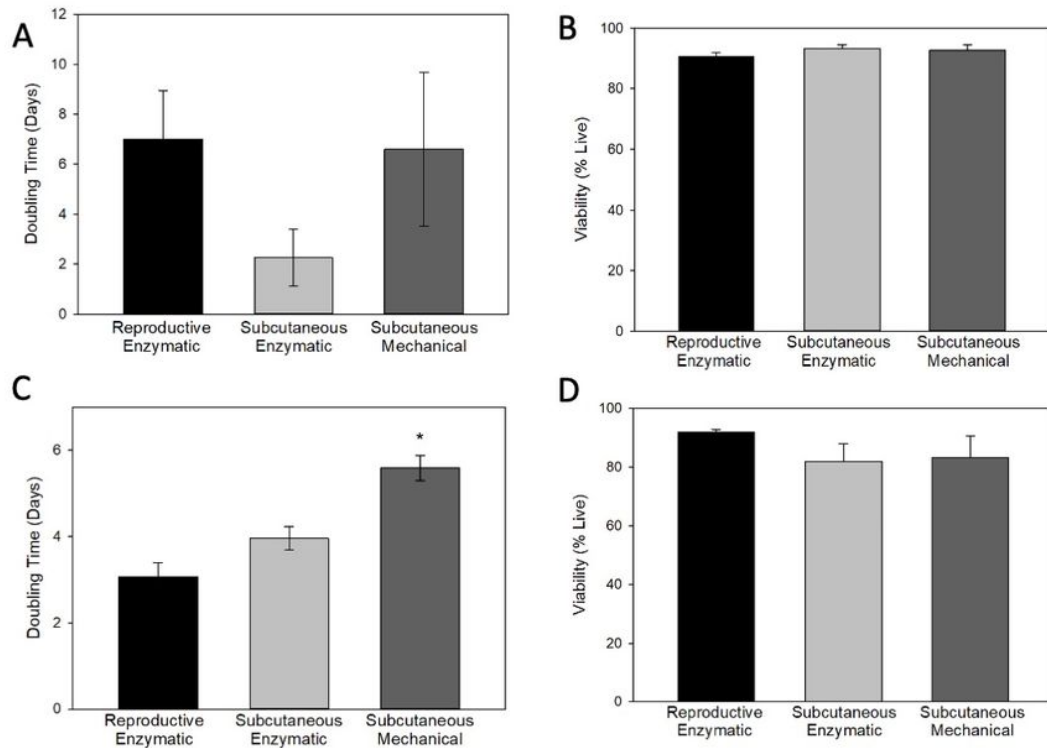 A
Doubling Time (Days)
12
10
8
6
4
2
0
Reproductive Enzymatic
Subcutaneous Enzymatic
Subcutaneous Mechanical
B
Viability (% Live)
100
80
60
40
20
0
Reproductive Enzymatic
Subcutaneous Enzymatic
Subcutaneous Mechanical
C
Doubling Time (Days)
6
4
2
0
*
Reproductive Enzymatic
Subcutaneous Enzymatic
Subcutaneous Mechanical
D
Viability (% Live)
100
80
60
40
20
0
Reproductive Enzymatic
Subcutaneous Enzymatic
Subcutaneous Mechanical